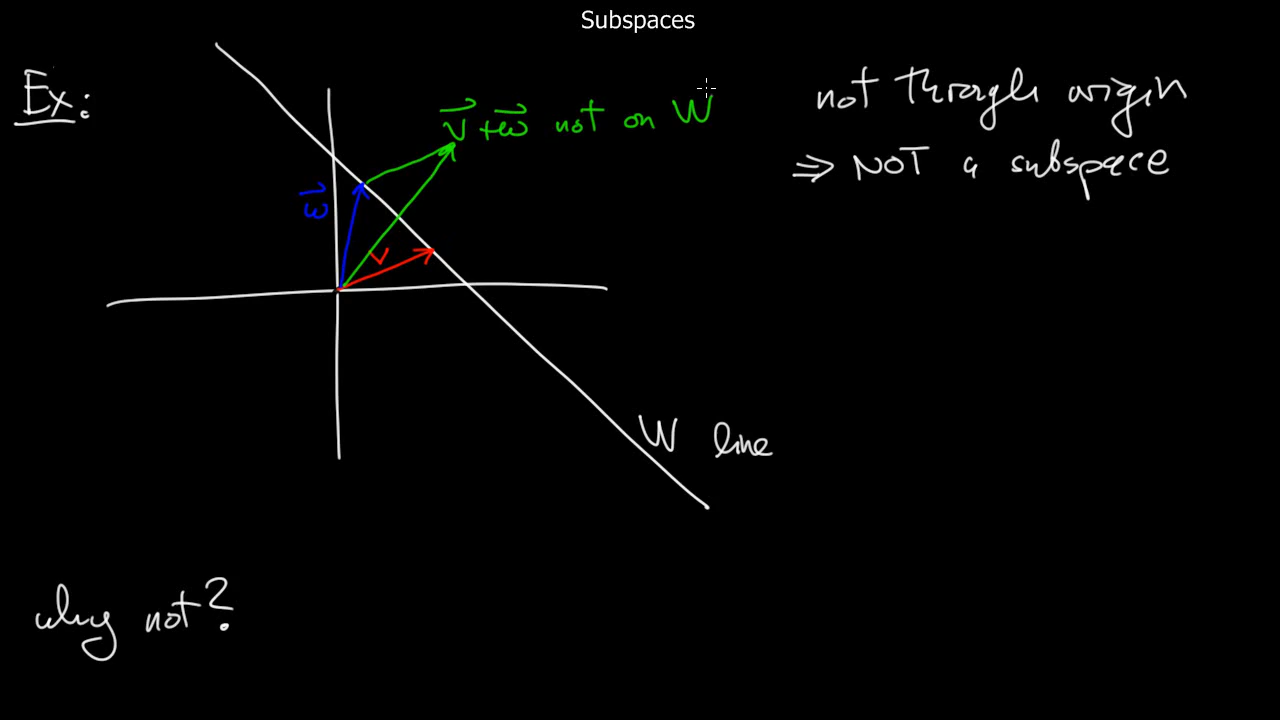 Subspaces
Ex:
v⃗ + w⃗ not on W
not through origin
⇒ NOT a subspace
w⃗
v
W line
why not?